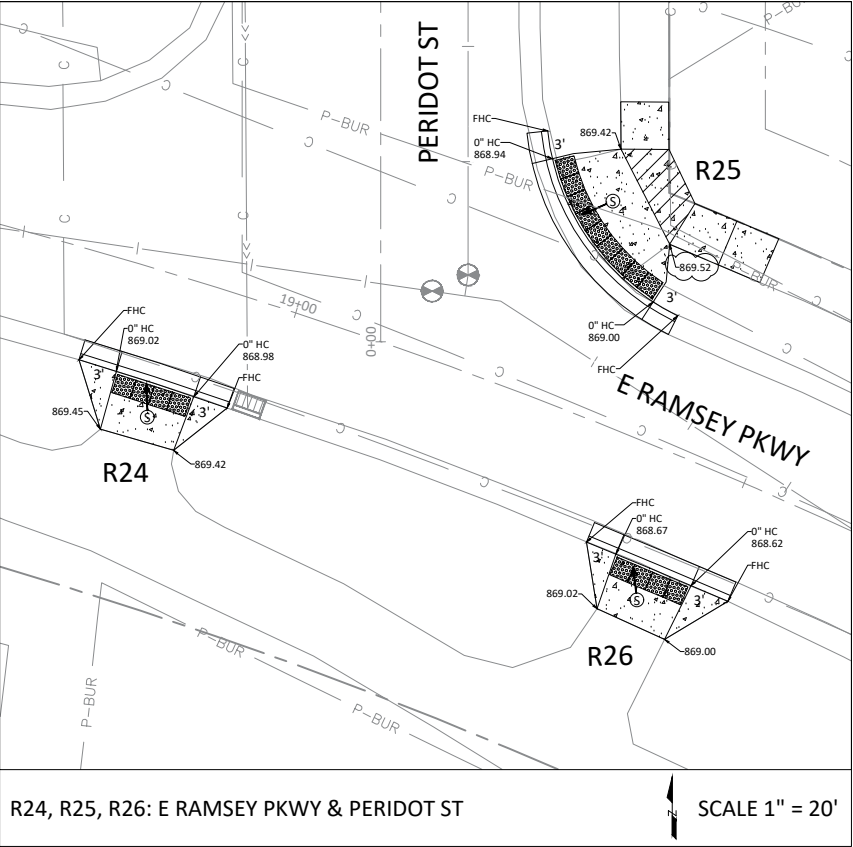 P-BUR
PERIDOT ST
C
C
P-BUR
C
FHC
0" HC
868.94
3'
869.42
R25
P-BUR
S
C
C
C
869.52
P-BUR
3'
19+00
0+00
C
0" HC
869.00
FHC
C
C
FHC
0" HC
869.02
0" HC
868.98
FHC
3'
3'
S
869.45
869.42
R24
E RAMSEY PKWY
C
C
C
C
FHC
0" HC
868.67
0" HC
868.62
FHC
3'
3'
S
869.02
869.00
R26
C
P-BUR
P-BUR
P-BUR
R24, R25, R26: E RAMSEY PKWY & PERIDOT ST
N
SCALE 1" = 20'